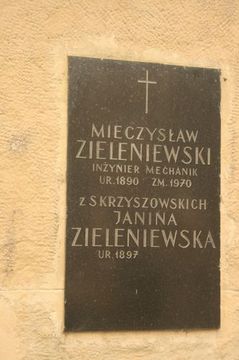 MIECZYSŁAW
ZIELENIEWSKI
INŻYNIER MECHANIK
UR. 1890 ZM. 1970
z SKRZYSZOWSKICH
JANINA
ZIELENIEWSKA
UR. 1897